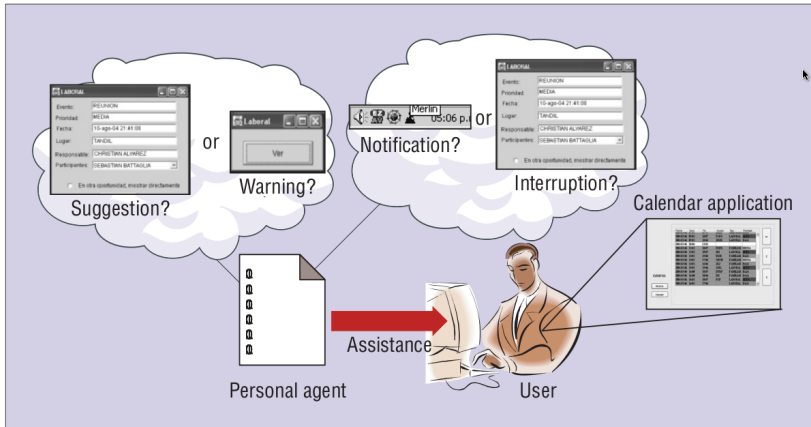 LABORAL
Evento: REUNION
Prioridad: MEDIA
Fecha: 10-ago-04 21:41:08
Lugar: TANDIL
Responsable: CHRISTIAN ALVAREZ
Participantes: SEBASTIAN BATTAGLIA
En otra oportunidad, mostrar directamente
Suggestion?
or
Laboral
Ver
Warning?
Merlin
05:06 p.
Notification?
or
LABORAL
Evento: REUNION
Prioridad: MEDIA
Fecha: 10-ago-04 21:41:08
Lugar: TANDIL
Responsable: CHRISTIAN ALVAREZ
Participantes: SEBASTIAN BATTAGLIA
En otra oportunidad, mostrar directamente
Interruption?
Calendar application
Assistance
Personal agent
User